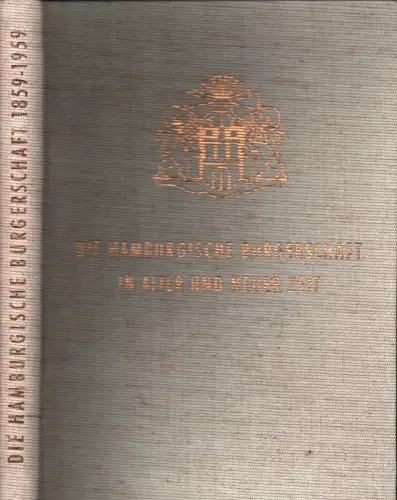 DIE HAMBURGISCHE BÜRGERSCHAFT 1859-1959
DIE HAMBURGISCHE BÜRGERSCHAFT
IN ALTER UND NEUER ZEIT